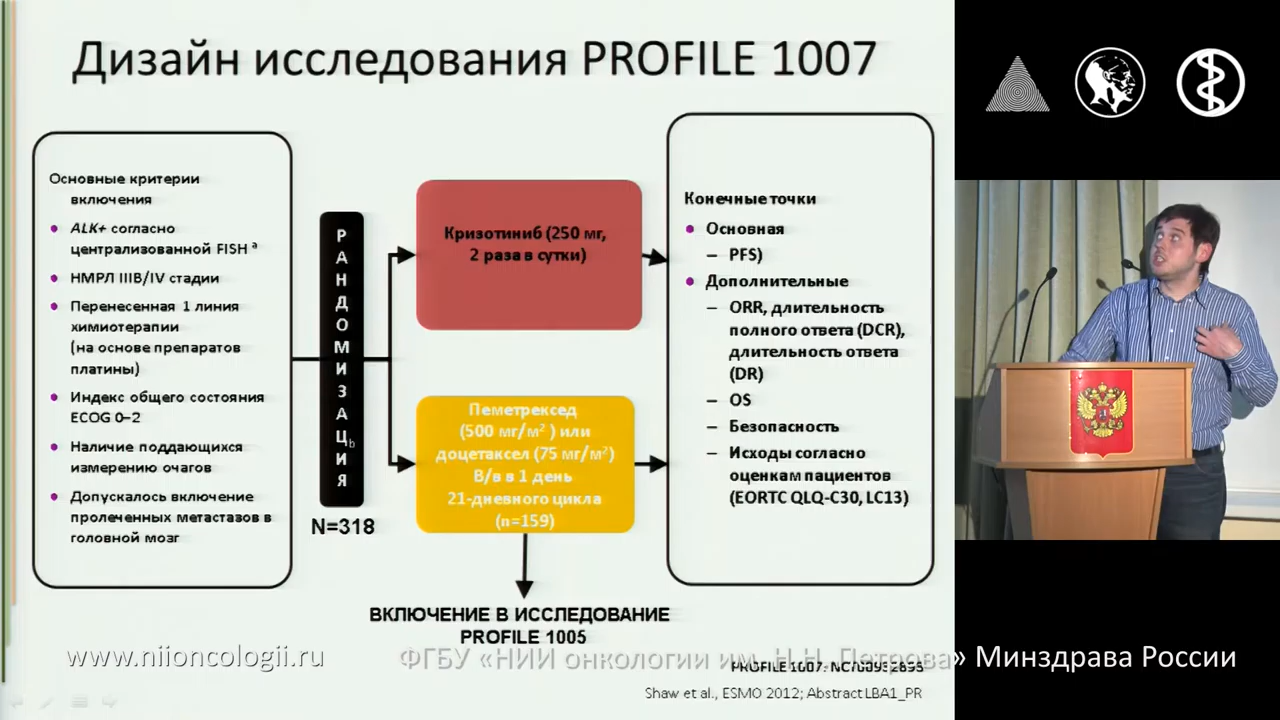 Дизайн исследования PROFILE 1007
Основные критерии
включения
ALK+ согласно
централизованной FISH a
НМРЛ IIIB/IV стадии
Перенесенная 1 линия
химиотерапии
(на основе препаратов
платины)
Индекс общего состояния
ECOG 0–2
Наличие поддающихся
измерению очагов
Допускалось включение
пролеченных метастазов в
головной мозг
РАНДОМИЗАЦИЯ b
N=318
Кризотиниб (250 мг,
2 раза в сутки)
Пеметрексед
(500 мг/м2 ) или
доцетаксел (75 мг/м2)
В/в в 1 день
21-дневного цикла
(n=159)
ВКЛЮЧЕНИЕ В ИССЛЕДОВАНИЕ
PROFILE 1005
Конечные точки
Основная
– PFS)
Дополнительные
– ORR, длительность
полного ответа (DCR),
длительность ответа
(DR)
– OS
– Безопасность
– Исходы согласно
оценкам пациентов
(EORTC QLQ-C30, LC13)
www.niioncologii.ru
ФГБУ «НИИ онкологии им. Н.Н. Петрова» Минздрава России
PROFILE 1007:
Shaw et al., ESMO 2012; Abstract LBA1_PR